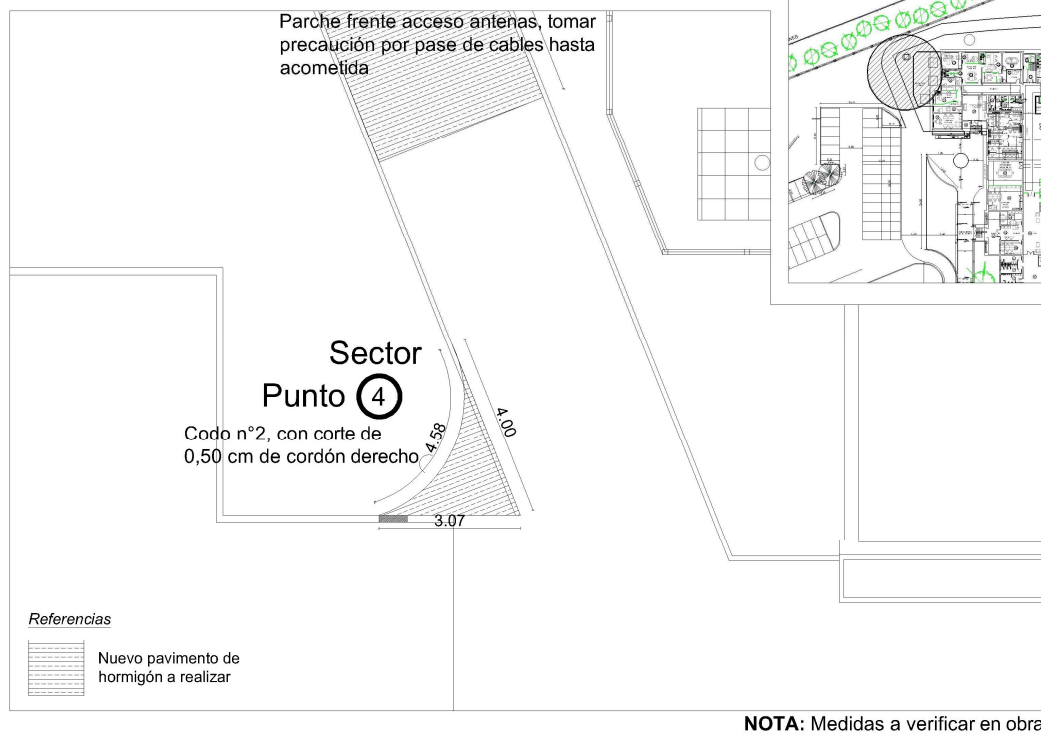 Parche frente acceso antenas, tomar
precaución por pase de cables hasta
acometida
Sector
Punto 4
Codo n°2, con corte de
0,50 cm de cordón derecho
4.58
4.00
3.07
Referencias
Nuevo pavimento de
hormigón a realizar
NOTA: Medidas a verificar en obra